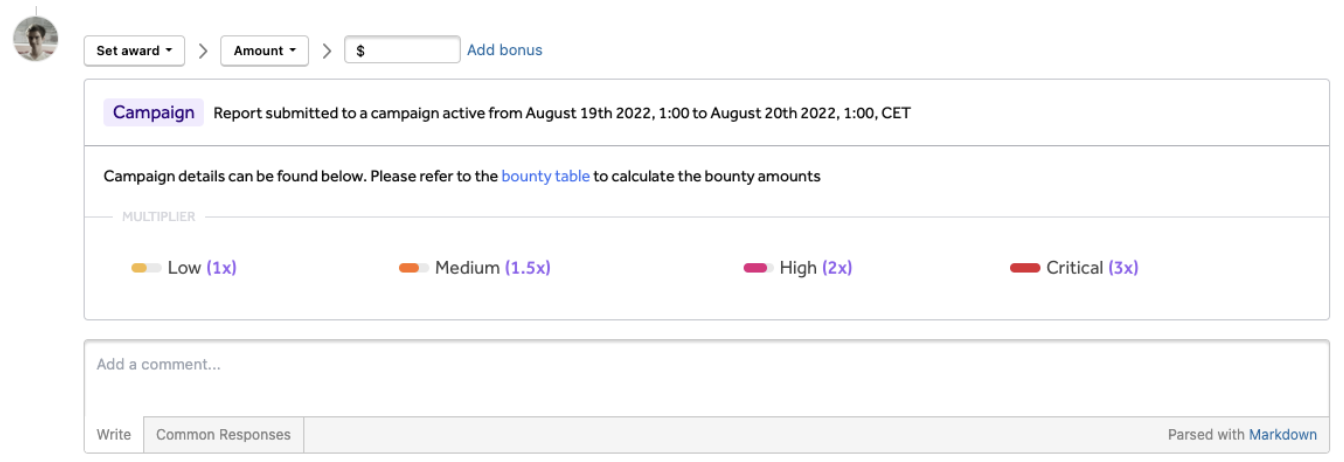 Set award Amount $ Add bonus
Campaign Report submitted to a campaign active from August 19th 2022, 1:00 to August 20th 2022, 1:00, CET
Campaign details can be found below. Please refer to the bounty table to calculate the bounty amounts
MULTIPLIER
Low (1x) Medium (1.5x) High (2x) Critical (3x)
Add a comment...
Write Common Responses Parsed with Markdown